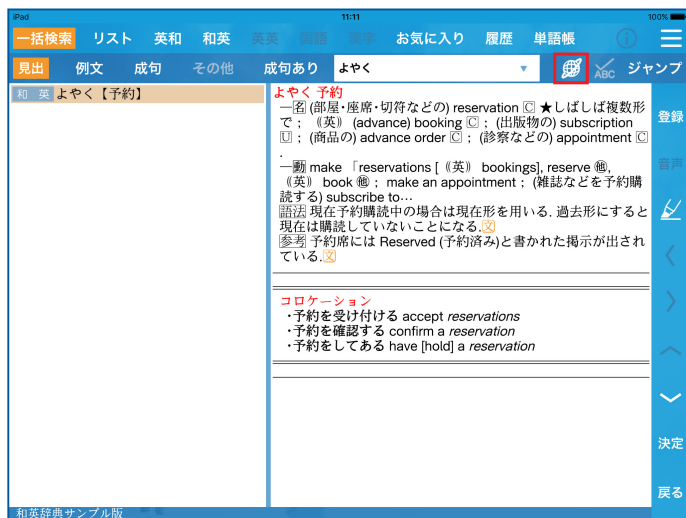 iPad 11:11 100%
一括検索 リスト 英和 和英 英英 国語 漢字 お気に入り 履歴 単語帳
見出 例文 成句 その他 成句あり よやく ABC ジャンプ
和英 よやく【予約】
よやく 予約
―名 (部屋・座席・切符などの) reservation C ★しばしば複数形
で； 《英》 (advance) booking C； (出版物の) subscription
U； (商品の) advance order C； (診察などの) appointment C
.
―動 make 「reservations [《英》 bookings], reserve 他,
《英》 book 他； make an appointment； (雑誌などを予約購
読する) subscribe to…
語法 現在予約購読中の場合は現在形を用いる. 過去形にすると
現在は購読していないことになる.文
参考 予約席には Reserved (予約済み)と書かれた掲示が出され
ている.文
コロケーション
・予約を受け付ける accept reservations
・予約を確認する confirm a reservation
・予約をしてある have [hold] a reservation
登録
音声
決定
戻る
和英辞典サンプル版